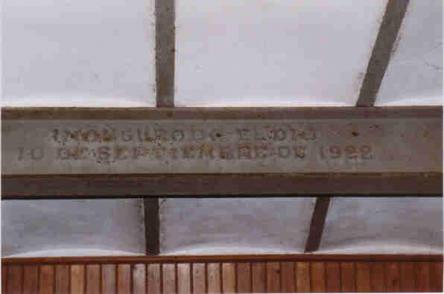 INAUGURADO EL DIA
10 DE SEPTIEMBRE DE 1922